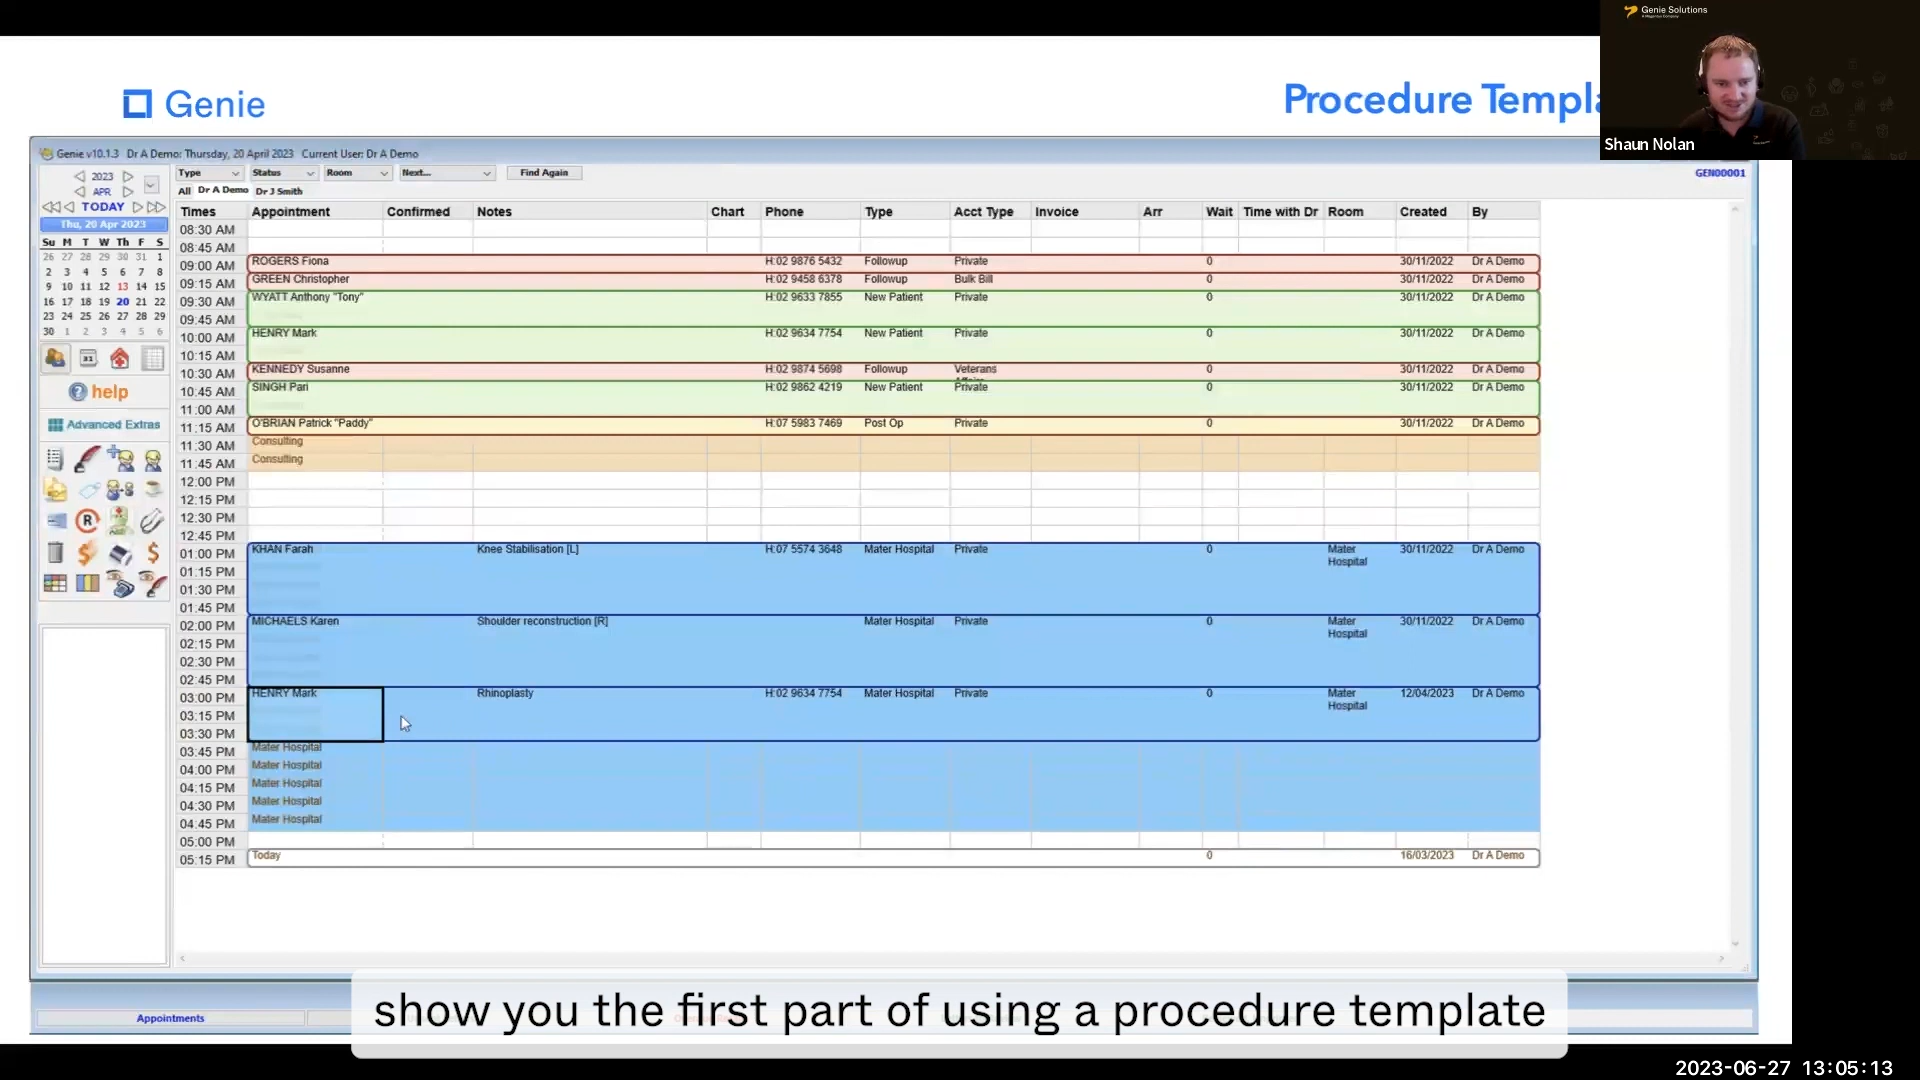 Genie Solutions
A Magentus Company
Genie
Procedure Templa
Shaun Nolan
Genie v10.1.3 Dr A Demo: Thursday, 20 April 2023 Current User: Dr A Demo
2023
APR
TODAY
Thu, 20 Apr 2023
Su M T W Th F S
26 27 28 29 30 31 1
2 3 4 5 6 7 8
9 10 11 12 13 14 15
16 17 18 19 20 21 22
23 24 25 26 27 28 29
30 1 2 3 4 5 6
31
help
Advanced Extras
R
Type Status Room Next... Find Again
GEN00001
All Dr A Demo Dr J Smith
Times Appointment Confirmed Notes Chart Phone Type Acct Type Invoice Arr Wait Time with Dr Room Created By
08:30 AM
08:45 AM
09:00 AM ROGERS Fiona H:02 9876 5432 Followup Private 0 30/11/2022 Dr A Demo
09:15 AM GREEN Christopher H:02 9458 6378 Followup Bulk Bill 0 30/11/2022 Dr A Demo
09:30 AM WYATT Anthony "Tony" H:02 9633 7855 New Patient Private 0 30/11/2022 Dr A Demo
09:45 AM
10:00 AM HENRY Mark H:02 9634 7754 New Patient Private 0 30/11/2022 Dr A Demo
10:15 AM
10:30 AM KENNEDY Susanne H:02 9874 5698 Followup Veterans 0 30/11/2022 Dr A Demo
10:45 AM SINGH Pari H:02 9862 4219 New Patient Private 0 30/11/2022 Dr A Demo
11:00 AM
11:15 AM O'BRIAN Patrick "Paddy" H:07 5983 7469 Post Op Private 0 30/11/2022 Dr A Demo
11:30 AM Consulting
11:45 AM Consulting
12:00 PM
12:15 PM
12:30 PM
12:45 PM
01:00 PM KHAN Farah Knee Stabilisation [L] H:07 5574 3648 Mater Hospital Private 0 Mater Hospital 30/11/2022 Dr A Demo
01:15 PM
01:30 PM
01:45 PM
02:00 PM MICHAELS Karen Shoulder reconstruction [R] Mater Hospital Private 0 Mater Hospital 30/11/2022 Dr A Demo
02:15 PM
02:30 PM
02:45 PM
03:00 PM HENRY Mark Rhinoplasty H:02 9634 7754 Mater Hospital Private 0 Mater Hospital 12/04/2023 Dr A Demo
03:15 PM
03:30 PM
03:45 PM Mater Hospital
04:00 PM Mater Hospital
04:15 PM Mater Hospital
04:30 PM Mater Hospital
04:45 PM Mater Hospital
05:00 PM
05:15 PM Today 0 16/03/2023 Dr A Demo
Appointments
show you the first part of using a procedure template
2023-06-27 13:05:13